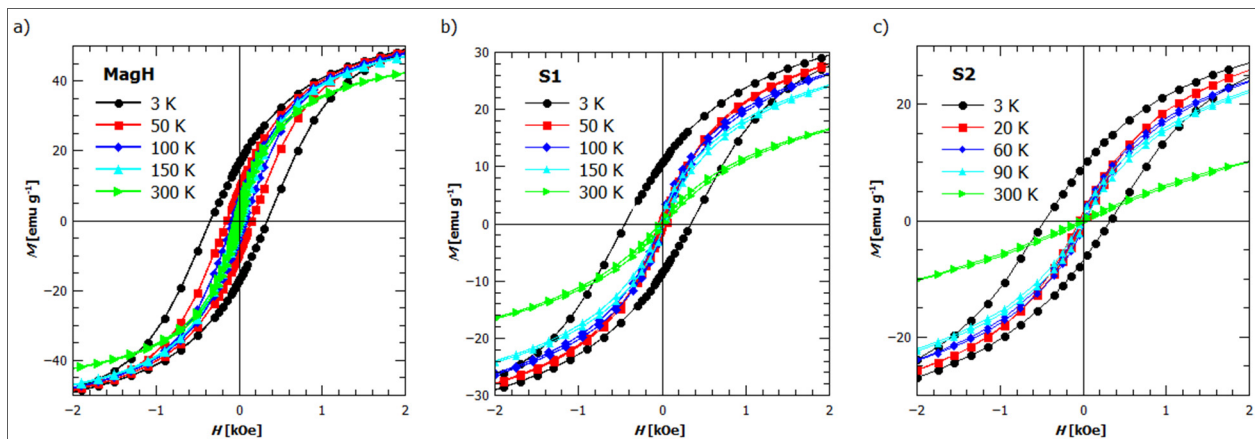 a)
MagH
3 K
50 K
100 K
150 K
300 K
40
20
0
−20
−40
M [emu g⁻¹]
−2 −1 0 1 2
H [kOe]
b)
S1
3 K
50 K
100 K
150 K
300 K
30
20
10
0
−10
−20
−30
M [emu g⁻¹]
−2 −1 0 1 2
H [kOe]
c)
S2
3 K
20 K
60 K
90 K
300 K
20
0
−20
M [emu g⁻¹]
−2 −1 0 1 2
H [kOe]